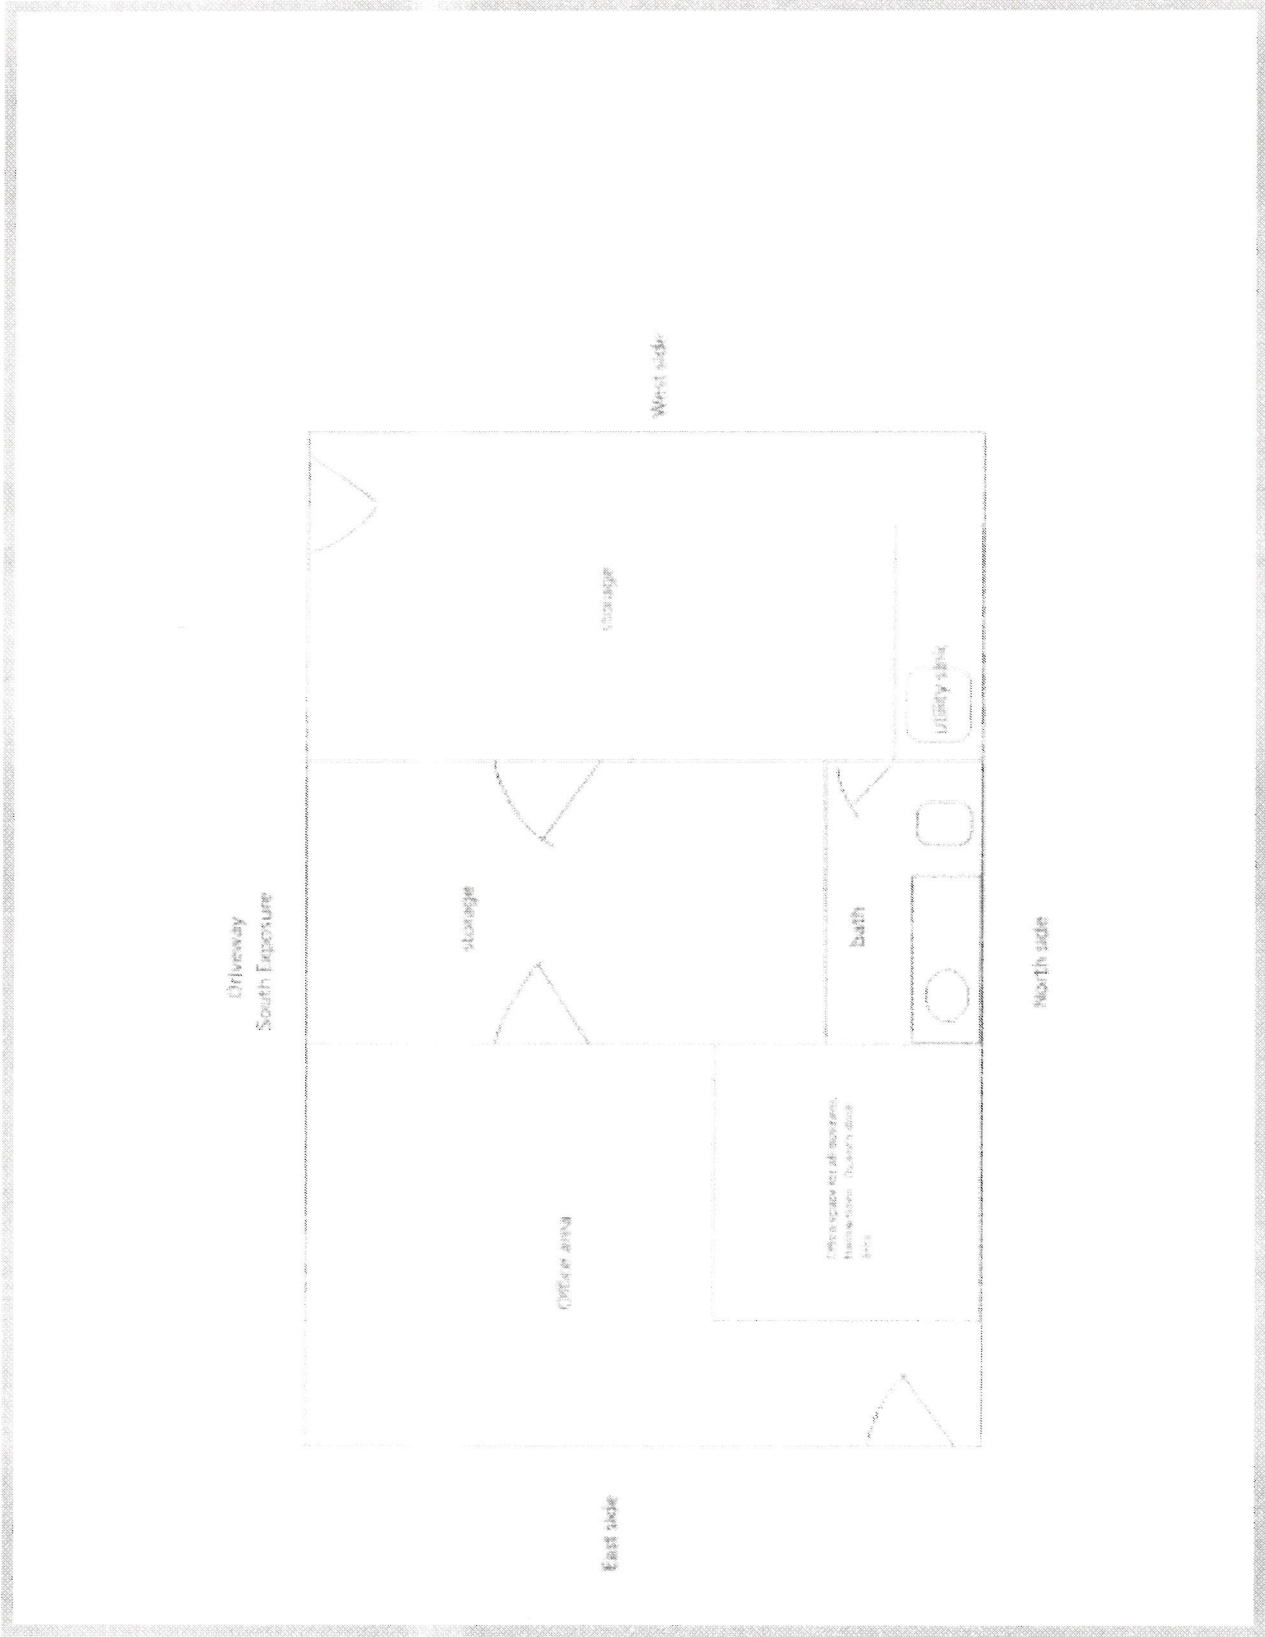 Driveway
South Exposure
West side
storage
Utility sink
storage
bath
North side
Office area
East side